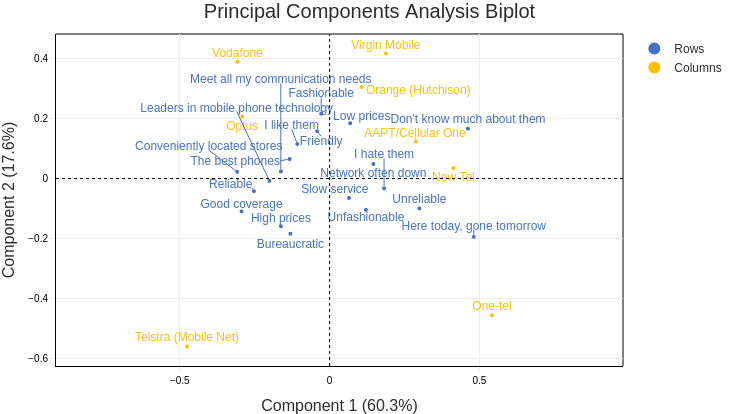 Principal Components Analysis Biplot
Rows
Columns
Component 2 (17.6%)
0.4
0.2
0
−0.2
−0.4
−0.6
Vodafone
Virgin Mobile
Meet all my communication needs
Fashionable
Orange (Hutchison)
Leaders in mobile phone technology
Optus
I like them
Low prices
Don't know much about them
AAPT/Cellular One
Friendly
Conveniently located stores
The best phones
I hate them
Network often down
New Tel
Reliable
Slow service
Good coverage
Unreliable
High prices
Unfashionable
Here today, gone tomorrow
Bureaucratic
One-tel
Telstra (Mobile Net)
−0.5
0
0.5
Component 1 (60.3%)